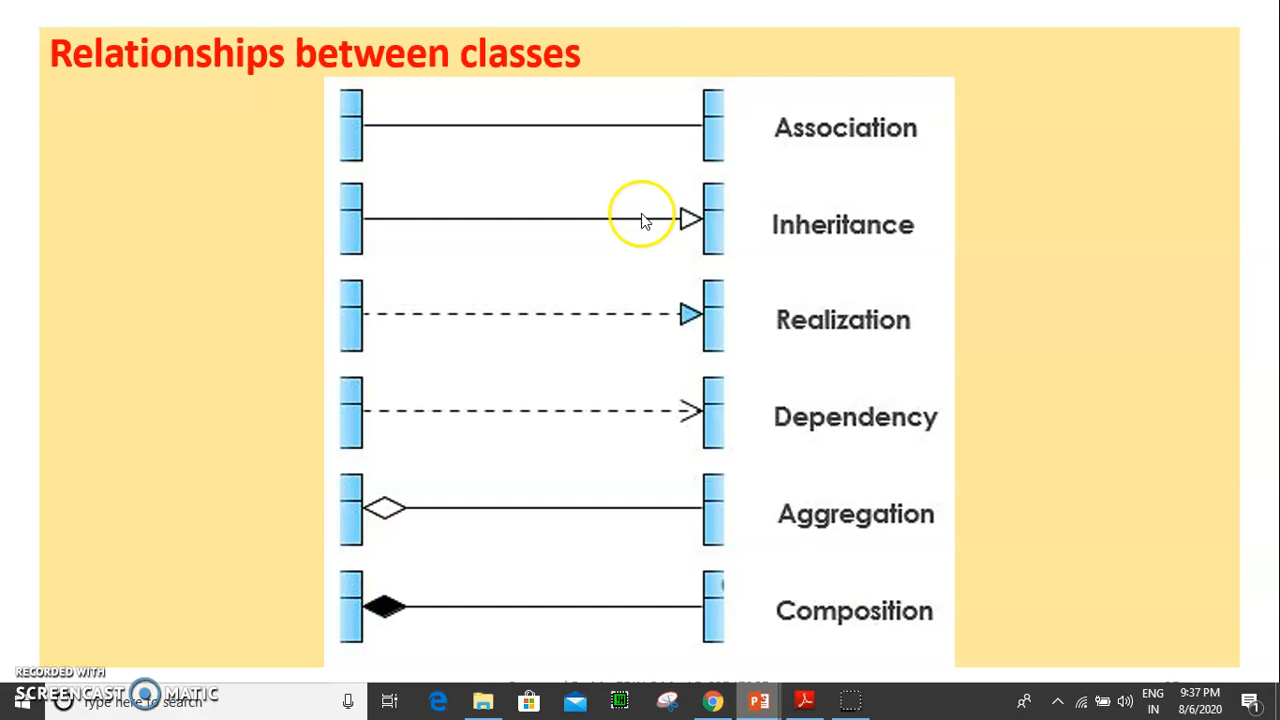 Relationships between classes
Association
Inheritance
Realization
Dependency
Aggregation
Composition
RECORDED WITH
SCREENCAST MATIC
Type here to search
ENG
IN
9:37 PM
8/6/2020
1